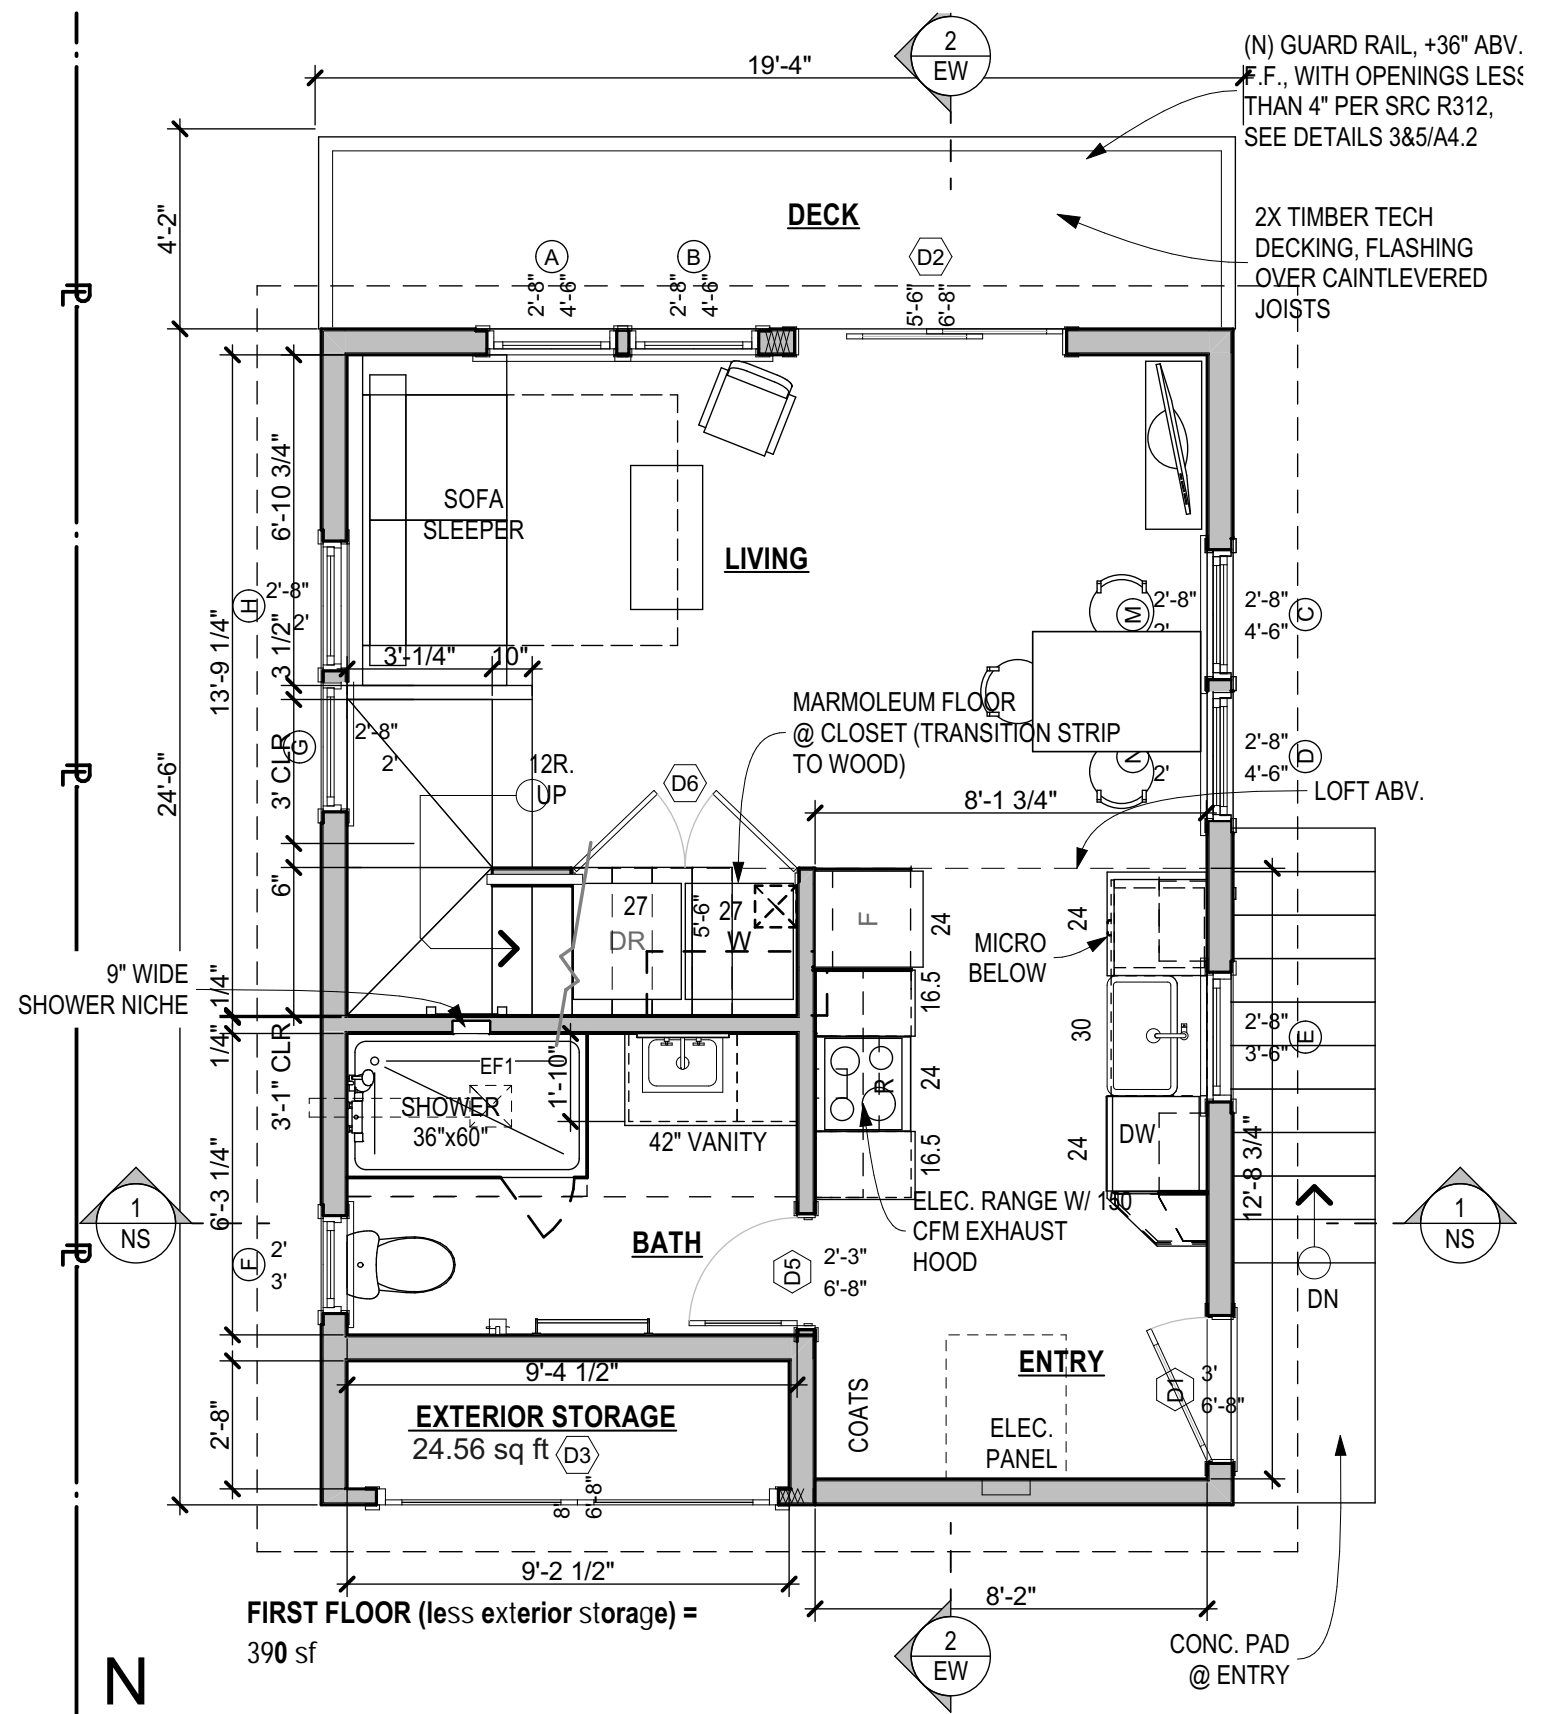 2
EW
19'-4"
(N) GUARD RAIL, +36" ABV.
F.F., WITH OPENINGS LESS
THAN 4" PER SRC R312,
SEE DETAILS 3&5/A4.2
4'-2"
DECK
2X TIMBER TECH
DECKING, FLASHING
OVER CAINTLEVERED
JOISTS
A
2'-8"
4'-6"
B
2'-8"
4'-6"
D2
5'-6"
6'-8"
PL
6'-10 3/4"
SOFA
SLEEPER
LIVING
H
2'-8"
2'
M
2'-8"
2'
2'-8"
4'-6"
C
13'-9 1/4"
3 1/2"
3'-1/4"
10"
MARMOLEUM FLOOR
@ CLOSET (TRANSITION STRIP
TO WOOD)
3' CLR
G
2'-8"
2'
N
2'
2'-8"
4'-6"
D
PL
24'-6"
12R.
UP
D6
8'-1 3/4"
LOFT ABV.
6"
27
DR
5'-6"
27
W
F
24
24
MICRO
BELOW
9" WIDE
SHOWER NICHE
1/4"
16.5
1/4"
3'-1" CLR
EF1
SHOWER
36"x60"
1'-10"
42" VANITY
R
24
30
2'-8"
3'-6"
E
16.5
24
DW
12'-8 3/4"
ELEC. RANGE W/ 150
CFM EXHAUST
HOOD
1
NS
6'-3 1/4"
PL
F
2'
3'
BATH
D5
2'-3"
6'-8"
DN
1
NS
2'-8"
9'-4 1/2"
EXTERIOR STORAGE
24.56 sq ft
D3
8'
6'-8"
COATS
ENTRY
D1
3'
6'-8"
ELEC.
PANEL
9'-2 1/2"
8'-2"
FIRST FLOOR (less exterior storage) =
390 sf
2
EW
CONC. PAD
@ ENTRY
N